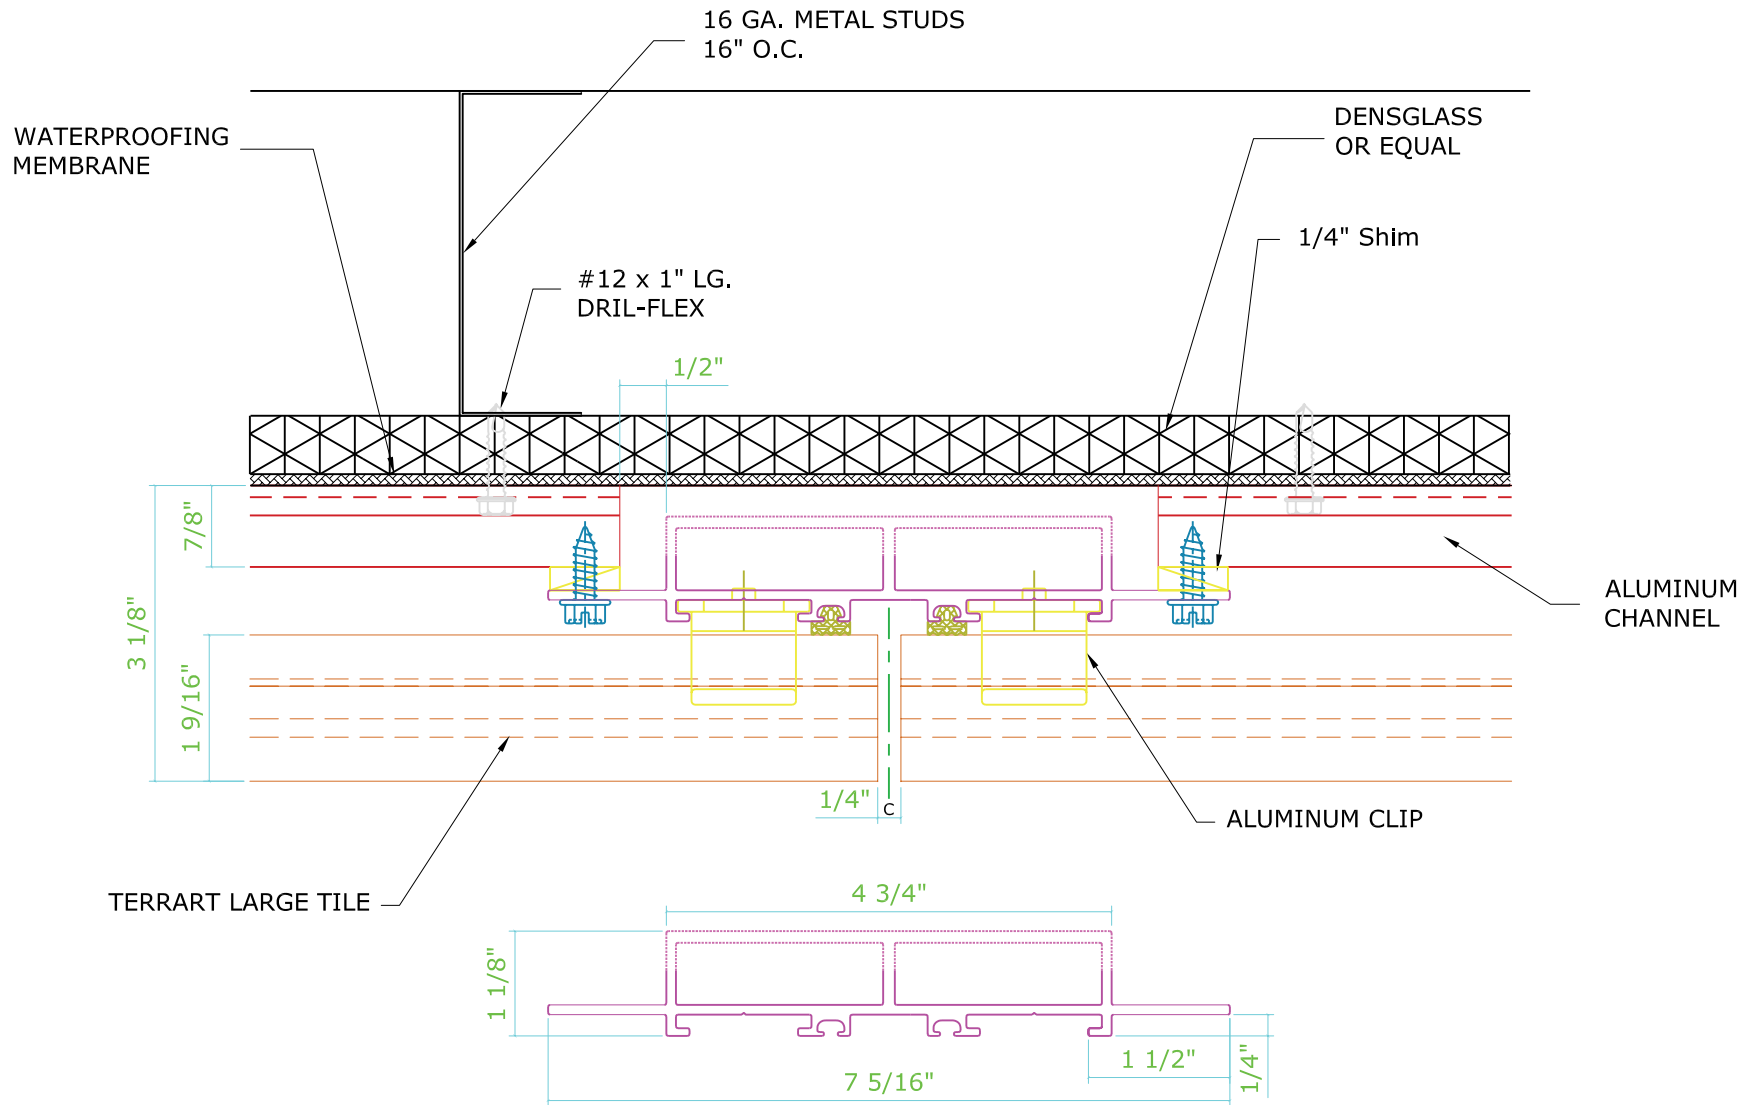 16 GA. METAL STUDS
16" O.C.
WATERPROOFING
MEMBRANE
DENSGLASS
OR EQUAL
1/4" Shim
#12 x 1" LG.
DRIL-FLEX
1/2"
7/8"
3 1/8"
1 9/16"
ALUMINUM
CHANNEL
1/4"
C
ALUMINUM CLIP
TERRART LARGE TILE
4 3/4"
1 1/8"
1 1/2"
1/4"
7 5/16"